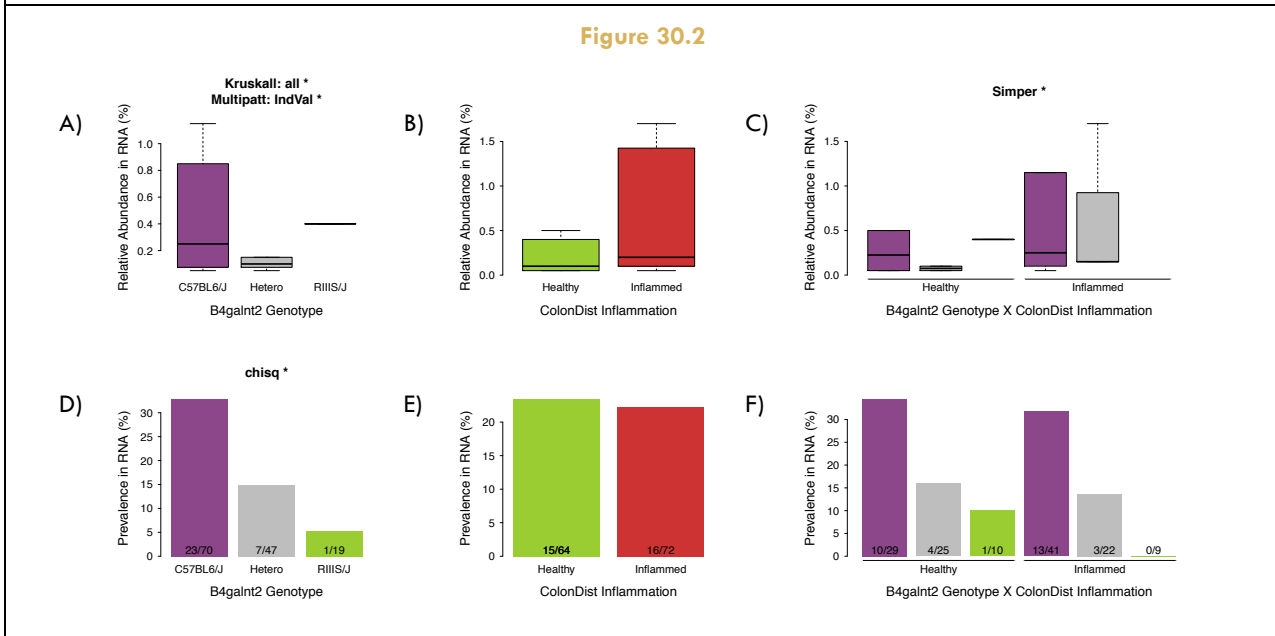 Figure 30.2
Kruskall: all *
Multipatt: IndVal *
A)
Relative Abundance in RNA (%)
1.0
0.8
0.6
0.4
0.2
C57BL6/J Hetero RIIIS/J
B4galnt2 Genotype
B)
Relative Abundance in RNA (%)
1.5
1.0
0.5
0.0
Healthy Inflammed
ColonDist Inflammation
Simper *
C)
Relative Abundance in RNA (%)
1.5
1.0
0.5
0.0
Healthy Inflammed
B4galnt2 Genotype X ColonDist Inflammation
chisq *
D)
Prevalence in RNA (%)
30
25
20
15
10
5
0
23/70 7/47 1/19
C57BL6/J Hetero RIIIS/J
B4galnt2 Genotype
E)
Prevalence in RNA (%)
20
15
10
5
0
15/64 16/72
Healthy Inflammed
ColonDist Inflammation
F)
Prevalence in RNA (%)
30
25
20
15
10
5
0
10/29 4/25 1/10 13/41 3/22 0/9
Healthy Inflammed
B4galnt2 Genotype X ColonDist Inflammation